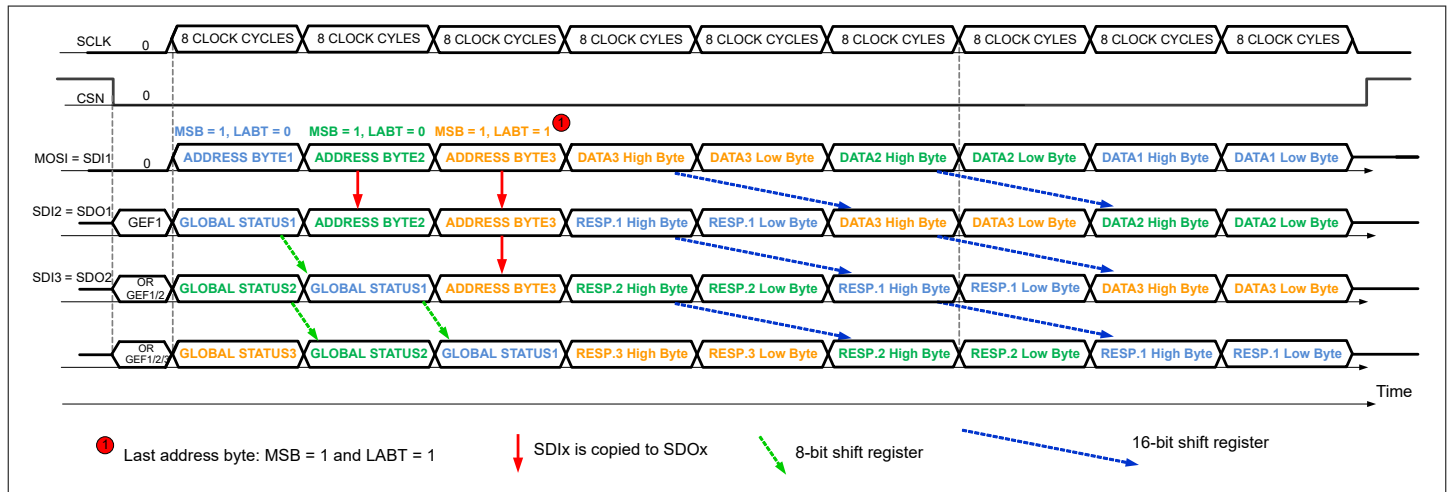 SCLK 0 8 CLOCK CYCLES 8 CLOCK CYLES 8 CLOCK CYCLES 8 CLOCK CYLES 8 CLOCK CYLES 8 CLOCK CYLES 8 CLOCK CYLES 8 CLOCK CYLES 8 CLOCK CYLES
CSN 0
MSB = 1, LABT = 0 MSB = 1, LABT = 0 MSB = 1, LABT = 1 1
MOSI = SDI1 0 ADDRESS BYTE1 ADDRESS BYTE2 ADDRESS BYTE3 DATA3 High Byte DATA3 Low Byte DATA2 High Byte DATA2 Low Byte DATA1 High Byte DATA1 Low Byte
SDI2 = SDO1 GEF1 GLOBAL STATUS1 ADDRESS BYTE2 ADDRESS BYTE3 RESP.1 High Byte RESP.1 Low Byte DATA3 High Byte DATA3 Low Byte DATA2 High Byte DATA2 Low Byte
SDI3 = SDO2 OR GEF1/2 GLOBAL STATUS2 GLOBAL STATUS1 ADDRESS BYTE3 RESP.2 High Byte RESP.2 Low Byte RESP.1 High Byte RESP.1 Low Byte DATA3 High Byte DATA3 Low Byte
OR GEF1/2/3 GLOBAL STATUS3 GLOBAL STATUS2 GLOBAL STATUS1 RESP.3 High Byte RESP.3 Low Byte RESP.2 High Byte RESP.2 Low Byte RESP.1 High Byte RESP.1 Low Byte
Time
1 Last address byte: MSB = 1 and LABT = 1 SDIx is copied to SDOx 8-bit shift register 16-bit shift register